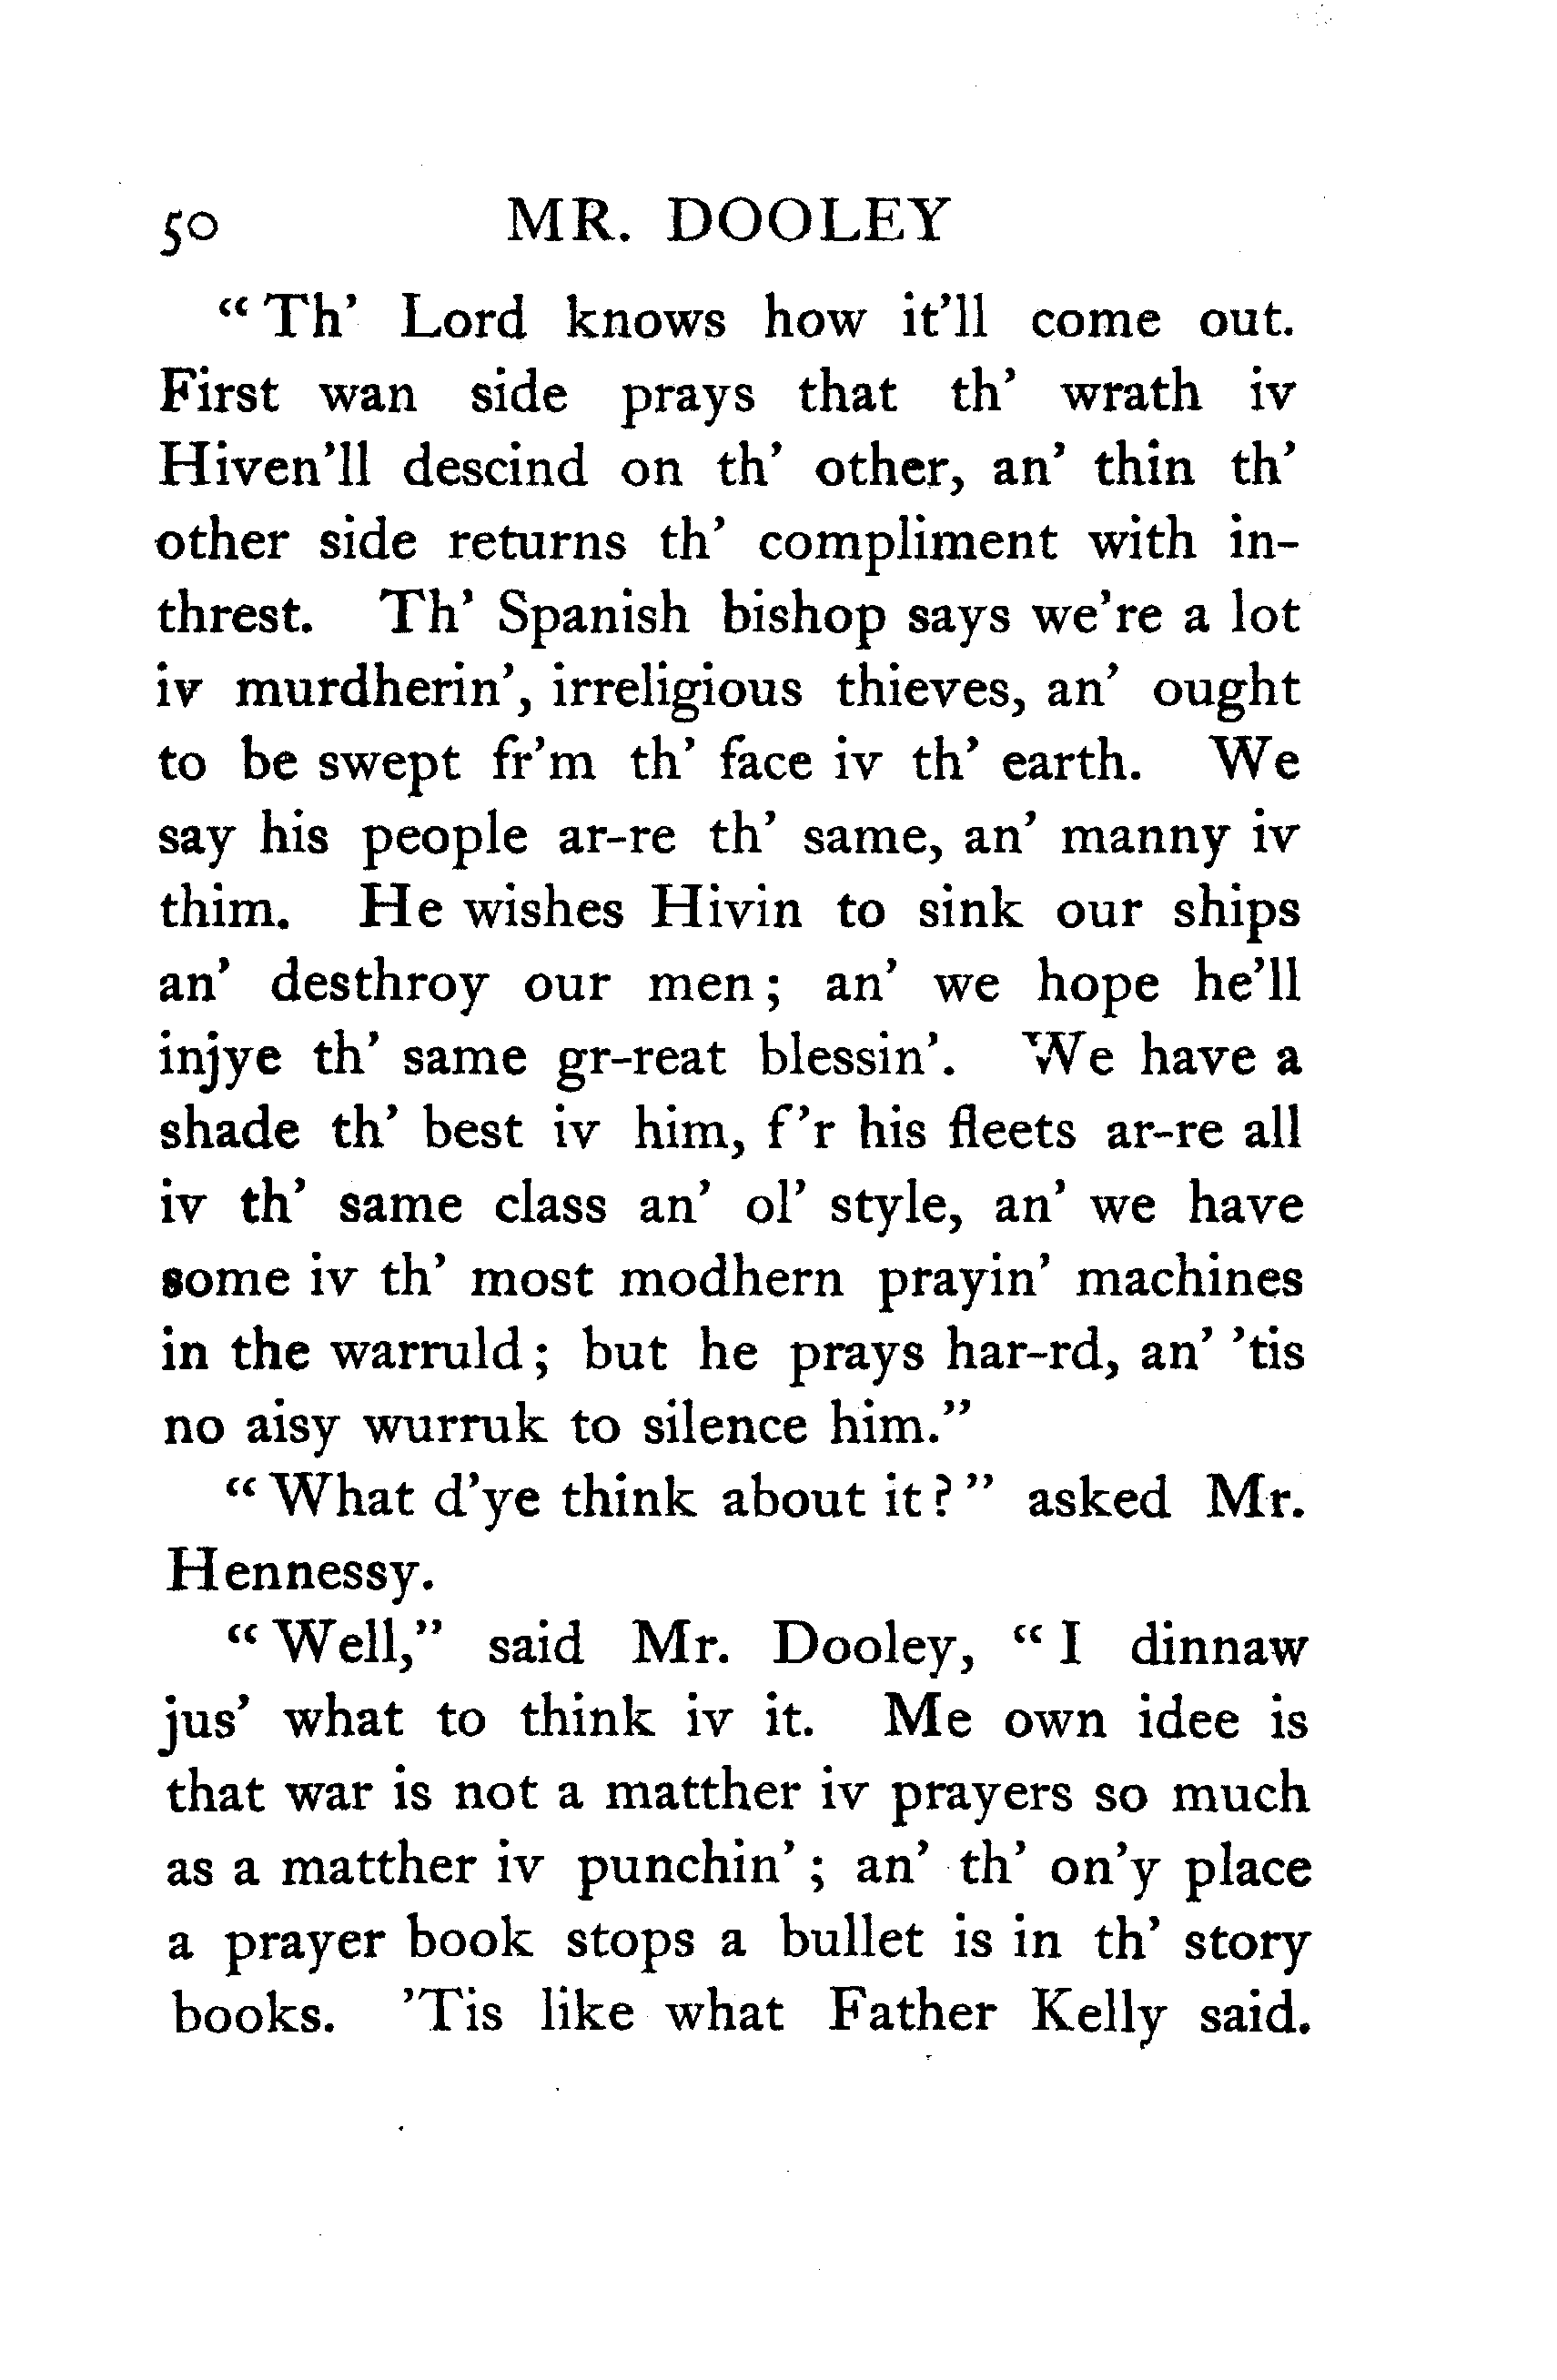 50 MR. DOOLEY
“Th’ Lord knows how it’ll come out.
First wan side prays that th’ wrath iv
Hiven’ll descind on th’ other, an’ thin th’
other side returns th’ compliment with in-
threst. Th’ Spanish bishop says we’re a lot
iv murdherin’, irreligious thieves, an’ ought
to be swept fr’m th’ face iv th’ earth. We
say his people ar-re th’ same, an’ manny iv
thim. He wishes Hivin to sink our ships
an’ desthroy our men; an’ we hope he’ll
injye th’ same gr-reat blessin’. We have a
shade th’ best iv him, f’r his fleets ar-re all
iv th’ same class an’ ol’ style, an’ we have
some iv th’ most modhern prayin’ machines
in the warruld; but he prays har-rd, an’ ’tis
no aisy wurruk to silence him.”
“What d’ye think about it?” asked Mr.
Hennessy.
“Well,” said Mr. Dooley, “I dinnaw
jus’ what to think iv it. Me own idee is
that war is not a matther iv prayers so much
as a matther iv punchin’; an’ th’ on’y place
a prayer book stops a bullet is in th’ story
books. ’Tis like what Father Kelly said.